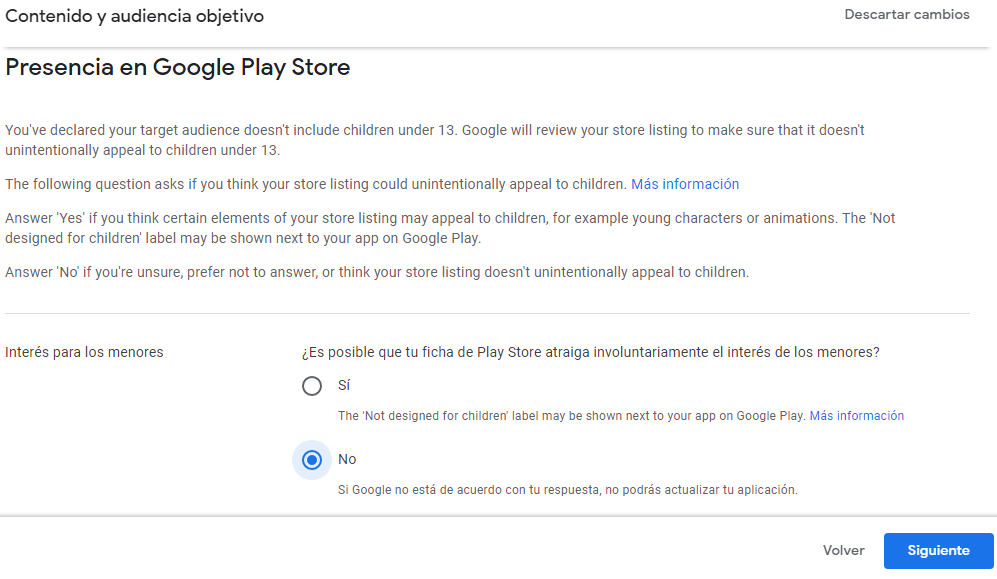 Contenido y audiencia objetivo
Descartar cambios
Presencia en Google Play Store
You've declared your target audience doesn't include children under 13. Google will review your store listing to make sure that it doesn't
unintentionally appeal to children under 13.
The following question asks if you think your store listing could unintentionally appeal to children. Más información
Answer 'Yes' if you think certain elements of your store listing may appeal to children, for example young characters or animations. The 'Not
designed for children' label may be shown next to your app on Google Play.
Answer 'No' if you're unsure, prefer not to answer, or think your store listing doesn't unintentionally appeal to children.
Interés para los menores
¿Es posible que tu ficha de Play Store atraiga involuntariamente el interés de los menores?
Sí
The 'Not designed for children' label may be shown next to your app on Google Play. Más información
No
Si Google no está de acuerdo con tu respuesta, no podrás actualizar tu aplicación.
Volver
Siguiente